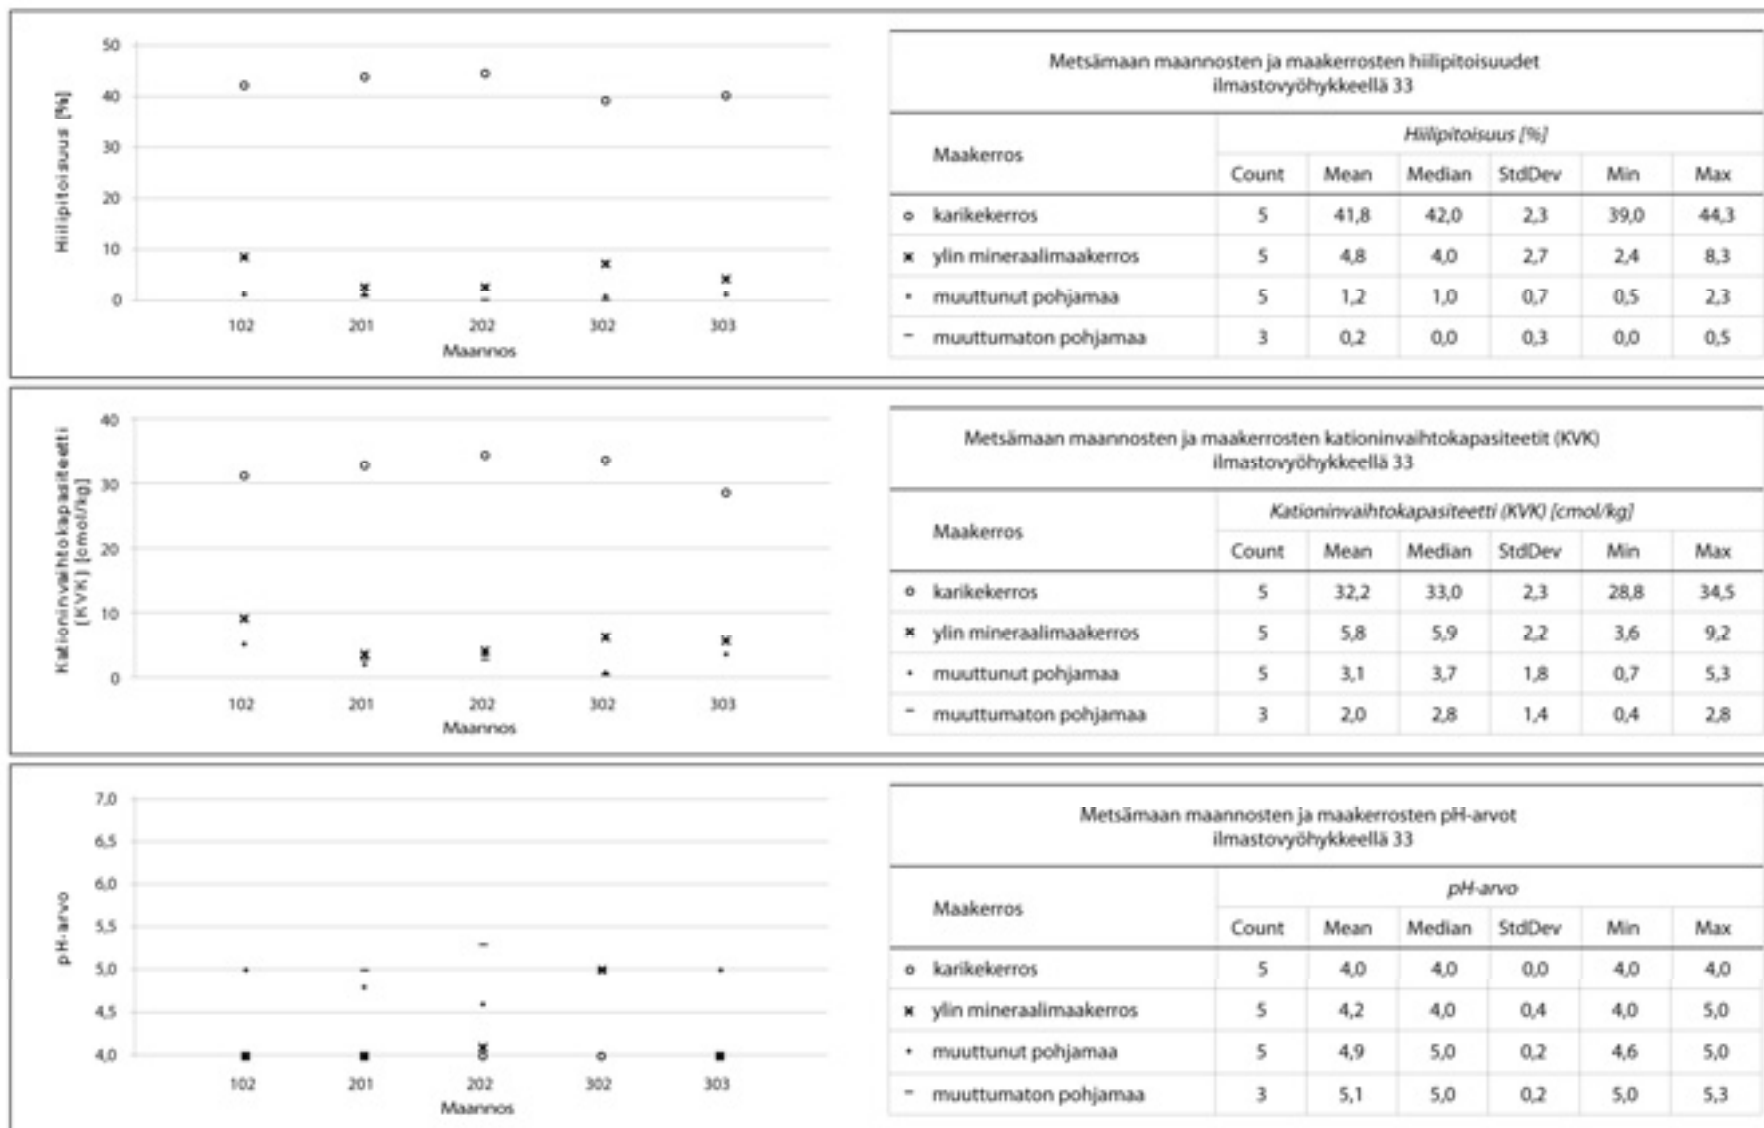 50
40
30
20
10
0
Hiilipitoisuus [%]
102 201 202 302 303
Maannos
Metsämaan maannosten ja maakerrosten hiilipitoisuudet
ilmastovyöhykkeellä 33
Maakerros
Hiilipitoisuus [%]
Count Mean Median StdDev Min Max
karikekerros 5 41,8 42,0 2,3 39,0 44,3
ylin mineraalimaakerros 5 4,8 4,0 2,7 2,4 8,3
muuttunut pohjamaa 5 1,2 1,0 0,7 0,5 2,3
muuttumaton pohjamaa 3 0,2 0,0 0,3 0,0 0,5
40
30
20
10
0
Kationinvaihtokapasiteetti
(KVK) [cmol/kg]
102 201 202 302 303
Maannos
Metsämaan maannosten ja maakerrosten kationinvaihtokapasiteetit (KVK)
ilmastovyöhykkeellä 33
Maakerros
Kationinvaihtokapasiteetti (KVK) [cmol/kg]
Count Mean Median StdDev Min Max
karikekerros 5 32,2 33,0 2,3 28,8 34,5
ylin mineraalimaakerros 5 5,8 5,9 2,2 3,6 9,2
muuttunut pohjamaa 5 3,1 3,7 1,8 0,7 5,3
muuttumaton pohjamaa 3 2,0 2,8 1,4 0,4 2,8
7,0
6,5
6,0
5,5
5,0
4,5
4,0
pH-arvo
102 201 202 302 303
Maannos
Metsämaan maannosten ja maakerrosten pH-arvot
ilmastovyöhykkeellä 33
Maakerros
pH-arvo
Count Mean Median StdDev Min Max
karikekerros 5 4,0 4,0 0,0 4,0 4,0
ylin mineraalimaakerros 5 4,2 4,0 0,4 4,0 5,0
muuttunut pohjamaa 5 4,9 5,0 0,2 4,6 5,0
muuttumaton pohjamaa 3 5,1 5,0 0,2 5,0 5,3